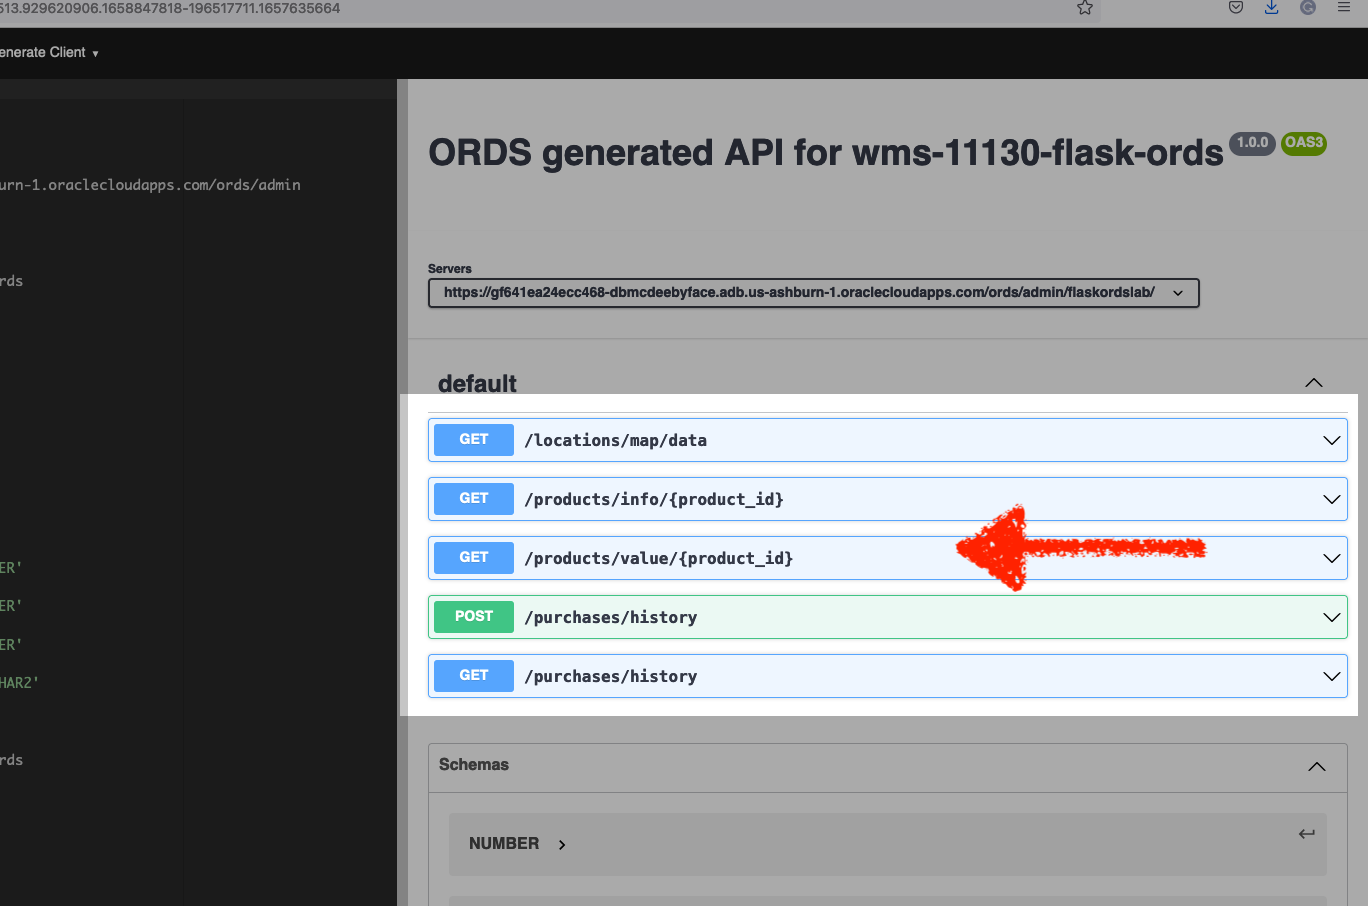 513.929620906.1658847818-196517711.1657635664
enerate Client ▾
urn-1.oraclecloudapps.com/ords/admin
rds
ER'
ER'
ER'
HAR2'
rds
ORDS generated API for wms-11130-flask-ords 1.0.0 OAS3
Servers
https://gf641ea24ecc468-dbmcdeebyface.adb.us-ashburn-1.oraclecloudapps.com/ords/admin/flaskordslab/
default
GET /locations/map/data
GET /products/info/{product_id}
GET /products/value/{product_id}
POST /purchases/history
GET /purchases/history
Schemas
NUMBER